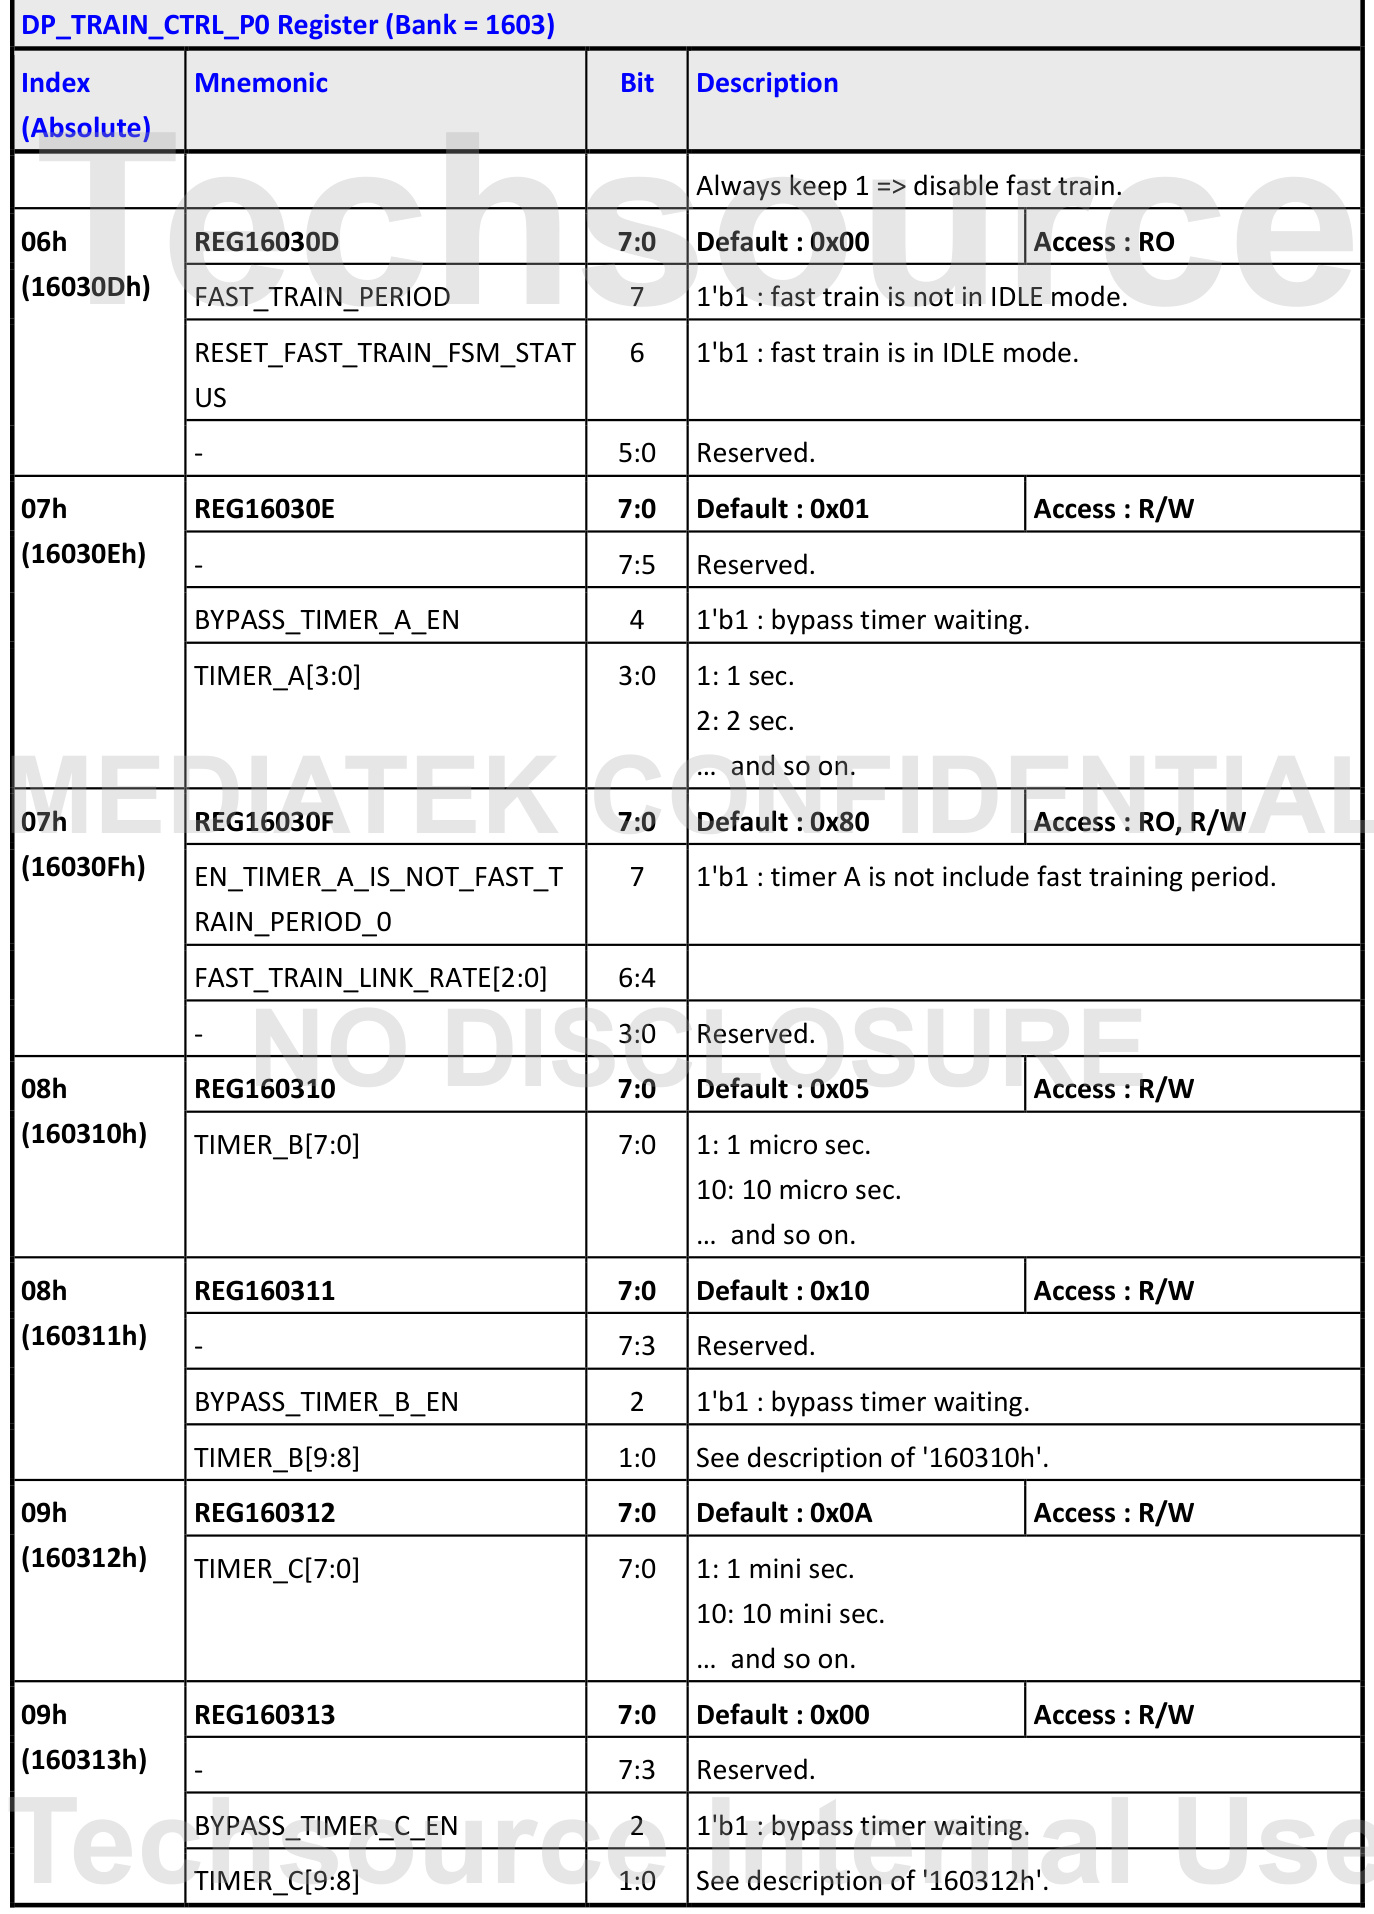 DP_TRAIN_CTRL_P0 Register (Bank = 1603)
Index (Absolute) Mnemonic Bit Description
Always keep 1 => disable fast train.
06h REG16030D 7:0 Default : 0x00 Access : RO
(16030Dh) FAST_TRAIN_PERIOD 7 1'b1 : fast train is not in IDLE mode.
RESET_FAST_TRAIN_FSM_STAT 6 1'b1 : fast train is in IDLE mode.
US
- 5:0 Reserved.
07h REG16030E 7:0 Default : 0x01 Access : R/W
(16030Eh) - 7:5 Reserved.
BYPASS_TIMER_A_EN 4 1'b1 : bypass timer waiting.
TIMER_A[3:0] 3:0 1: 1 sec.
2: 2 sec.
... and so on.
07h REG16030F 7:0 Default : 0x80 Access : RO, R/W
(16030Fh) EN_TIMER_A_IS_NOT_FAST_T 7 1'b1 : timer A is not include fast training period.
RAIN_PERIOD_0
FAST_TRAIN_LINK_RATE[2:0] 6:4
- 3:0 Reserved.
08h REG160310 7:0 Default : 0x05 Access : R/W
(160310h) TIMER_B[7:0] 7:0 1: 1 micro sec.
10: 10 micro sec.
... and so on.
08h REG160311 7:0 Default : 0x10 Access : R/W
(160311h) - 7:3 Reserved.
BYPASS_TIMER_B_EN 2 1'b1 : bypass timer waiting.
TIMER_B[9:8] 1:0 See description of '160310h'.
09h REG160312 7:0 Default : 0x0A Access : R/W
(160312h) TIMER_C[7:0] 7:0 1: 1 mini sec.
10: 10 mini sec.
... and so on.
09h REG160313 7:0 Default : 0x00 Access : R/W
(160313h) - 7:3 Reserved.
BYPASS_TIMER_C_EN 2 1'b1 : bypass timer waiting.
TIMER_C[9:8] 1:0 See description of '160312h'.
Techsource
MEDIATEK CONFIDENTIAL
NO DISCLOSURE
Techsource Internal Use